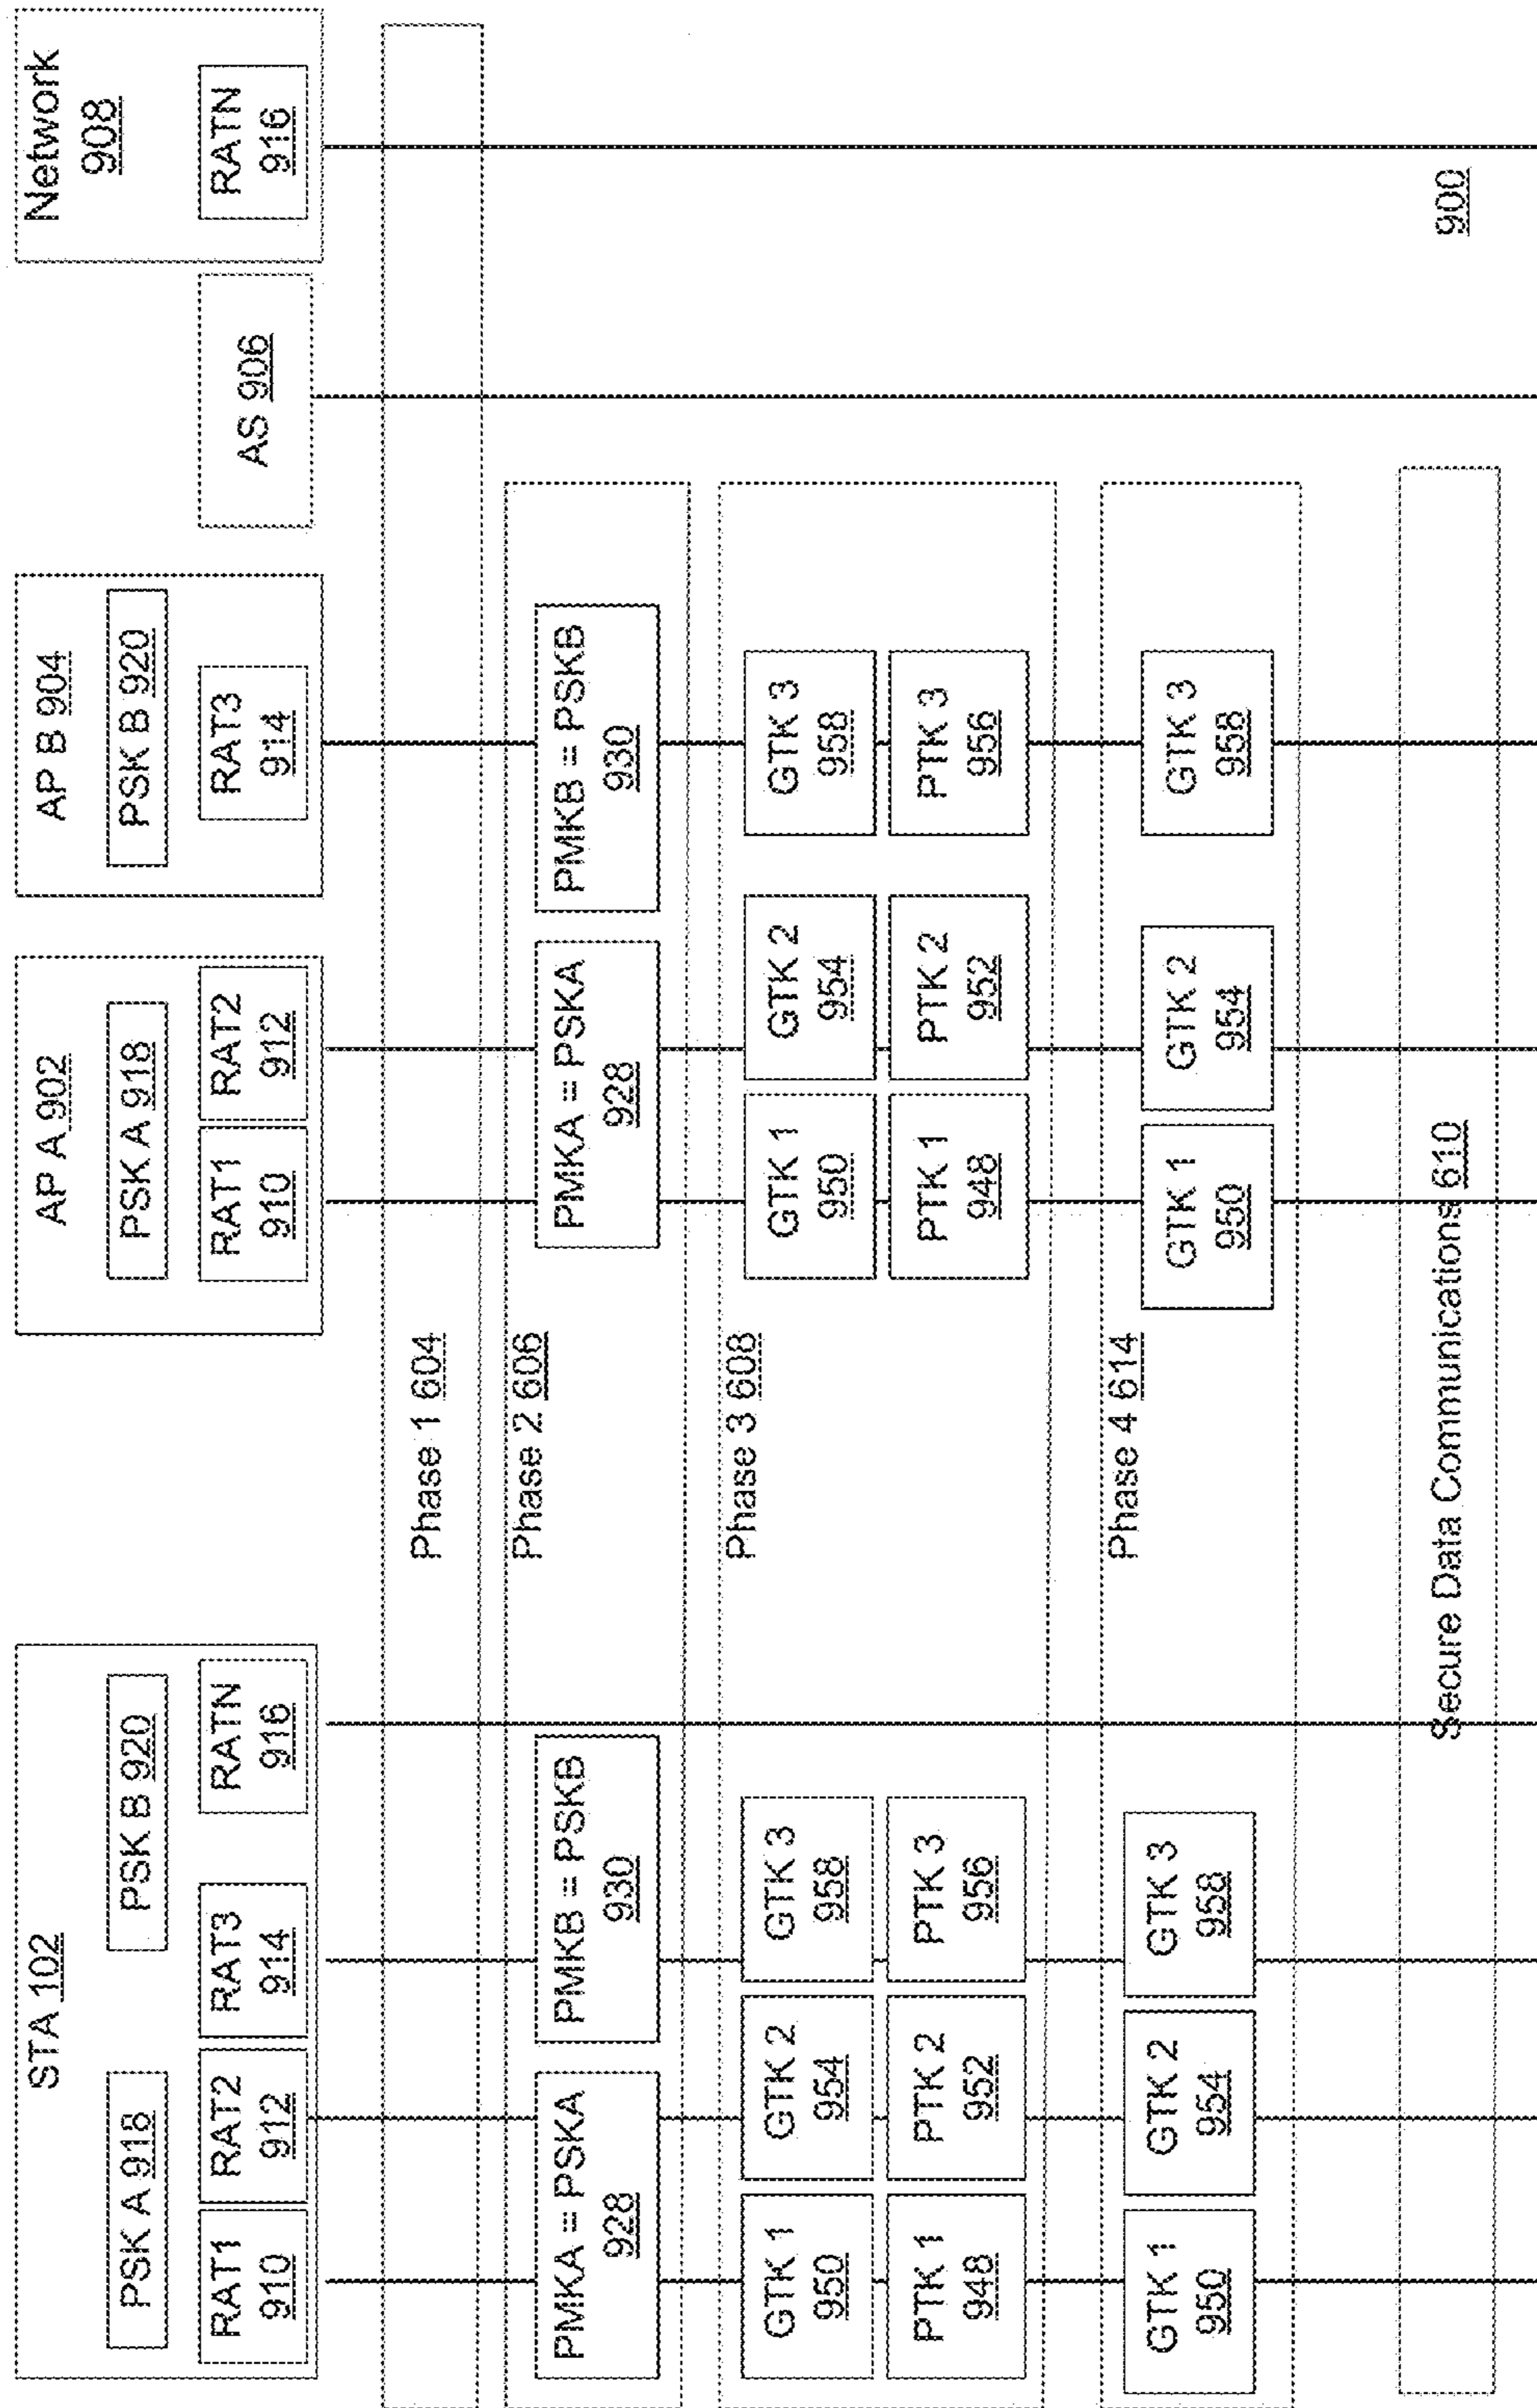 STA 102
PSK A 918
PSK B 920
RAT1
910
RAT2
912
RAT3
914
RATN
916
AP A 902
PSK A 918
RAT1
910
RAT2
912
AP B 904
PSK B 920
RAT3
914
AS 906
Network
908
RATN
916
Phase 1 604
Phase 2 606
PMKA = PSKA
928
PMKB = PSKB
930
PMKA = PSKA
928
PMKB = PSKB
930
Phase 3 608
GTK 1
950
GTK 2
954
GTK 3
958
GTK 1
950
GTK 2
954
GTK 3
958
PTK 1
948
PTK 2
952
PTK 3
956
PTK 1
948
PTK 2
952
PTK 3
956
Phase 4 614
GTK 1
950
GTK 2
954
GTK 3
958
GTK 1
950
GTK 2
954
GTK 3
958
Secure Data Communications 610
900